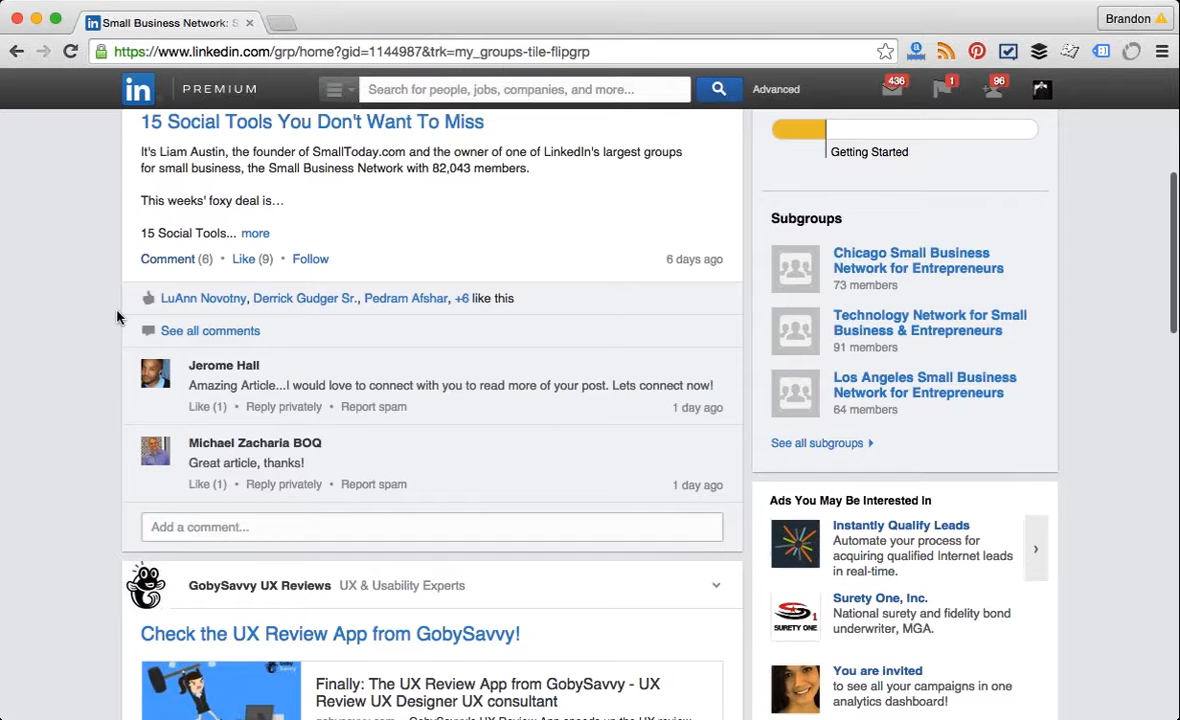 Small Business Network: S
Brandon
https://www.linkedin.com/grp/home?gid=1144987&trk=my_groups-tile-flipgrp
in PREMIUM
Search for people, jobs, companies, and more...
Advanced
436
1
96
15 Social Tools You Don't Want To Miss
It's Liam Austin, the founder of SmallToday.com and the owner of one of LinkedIn's largest groups
for small business, the Small Business Network with 82,043 members.
This weeks' foxy deal is…
15 Social Tools... more
Comment (6) • Like (9) • Follow
6 days ago
LuAnn Novotny, Derrick Gudger Sr., Pedram Afshar, +6 like this
See all comments
Jerome Hall
Amazing Article...I would love to connect with you to read more of your post. Lets connect now!
Like (1) • Reply privately • Report spam
1 day ago
Michael Zacharia BOQ
Great article, thanks!
Like (1) • Reply privately • Report spam
1 day ago
Add a comment...
GobySavvy UX Reviews UX & Usability Experts
Check the UX Review App from GobySavvy!
Finally: The UX Review App from GobySavvy - UX
Review UX Designer UX consultant
Getting Started
Subgroups
Chicago Small Business
Network for Entrepreneurs
73 members
Technology Network for Small
Business & Entrepreneurs
91 members
Los Angeles Small Business
Network for Entrepreneurs
64 members
See all subgroups
Ads You May Be Interested In
Instantly Qualify Leads
Automate your process for
acquiring qualified Internet leads
in real-time.
SURETY ONE
Surety One, Inc.
National surety and fidelity bond
underwriter, MGA.
You are invited
to see all your campaigns in one
analytics dashboard!